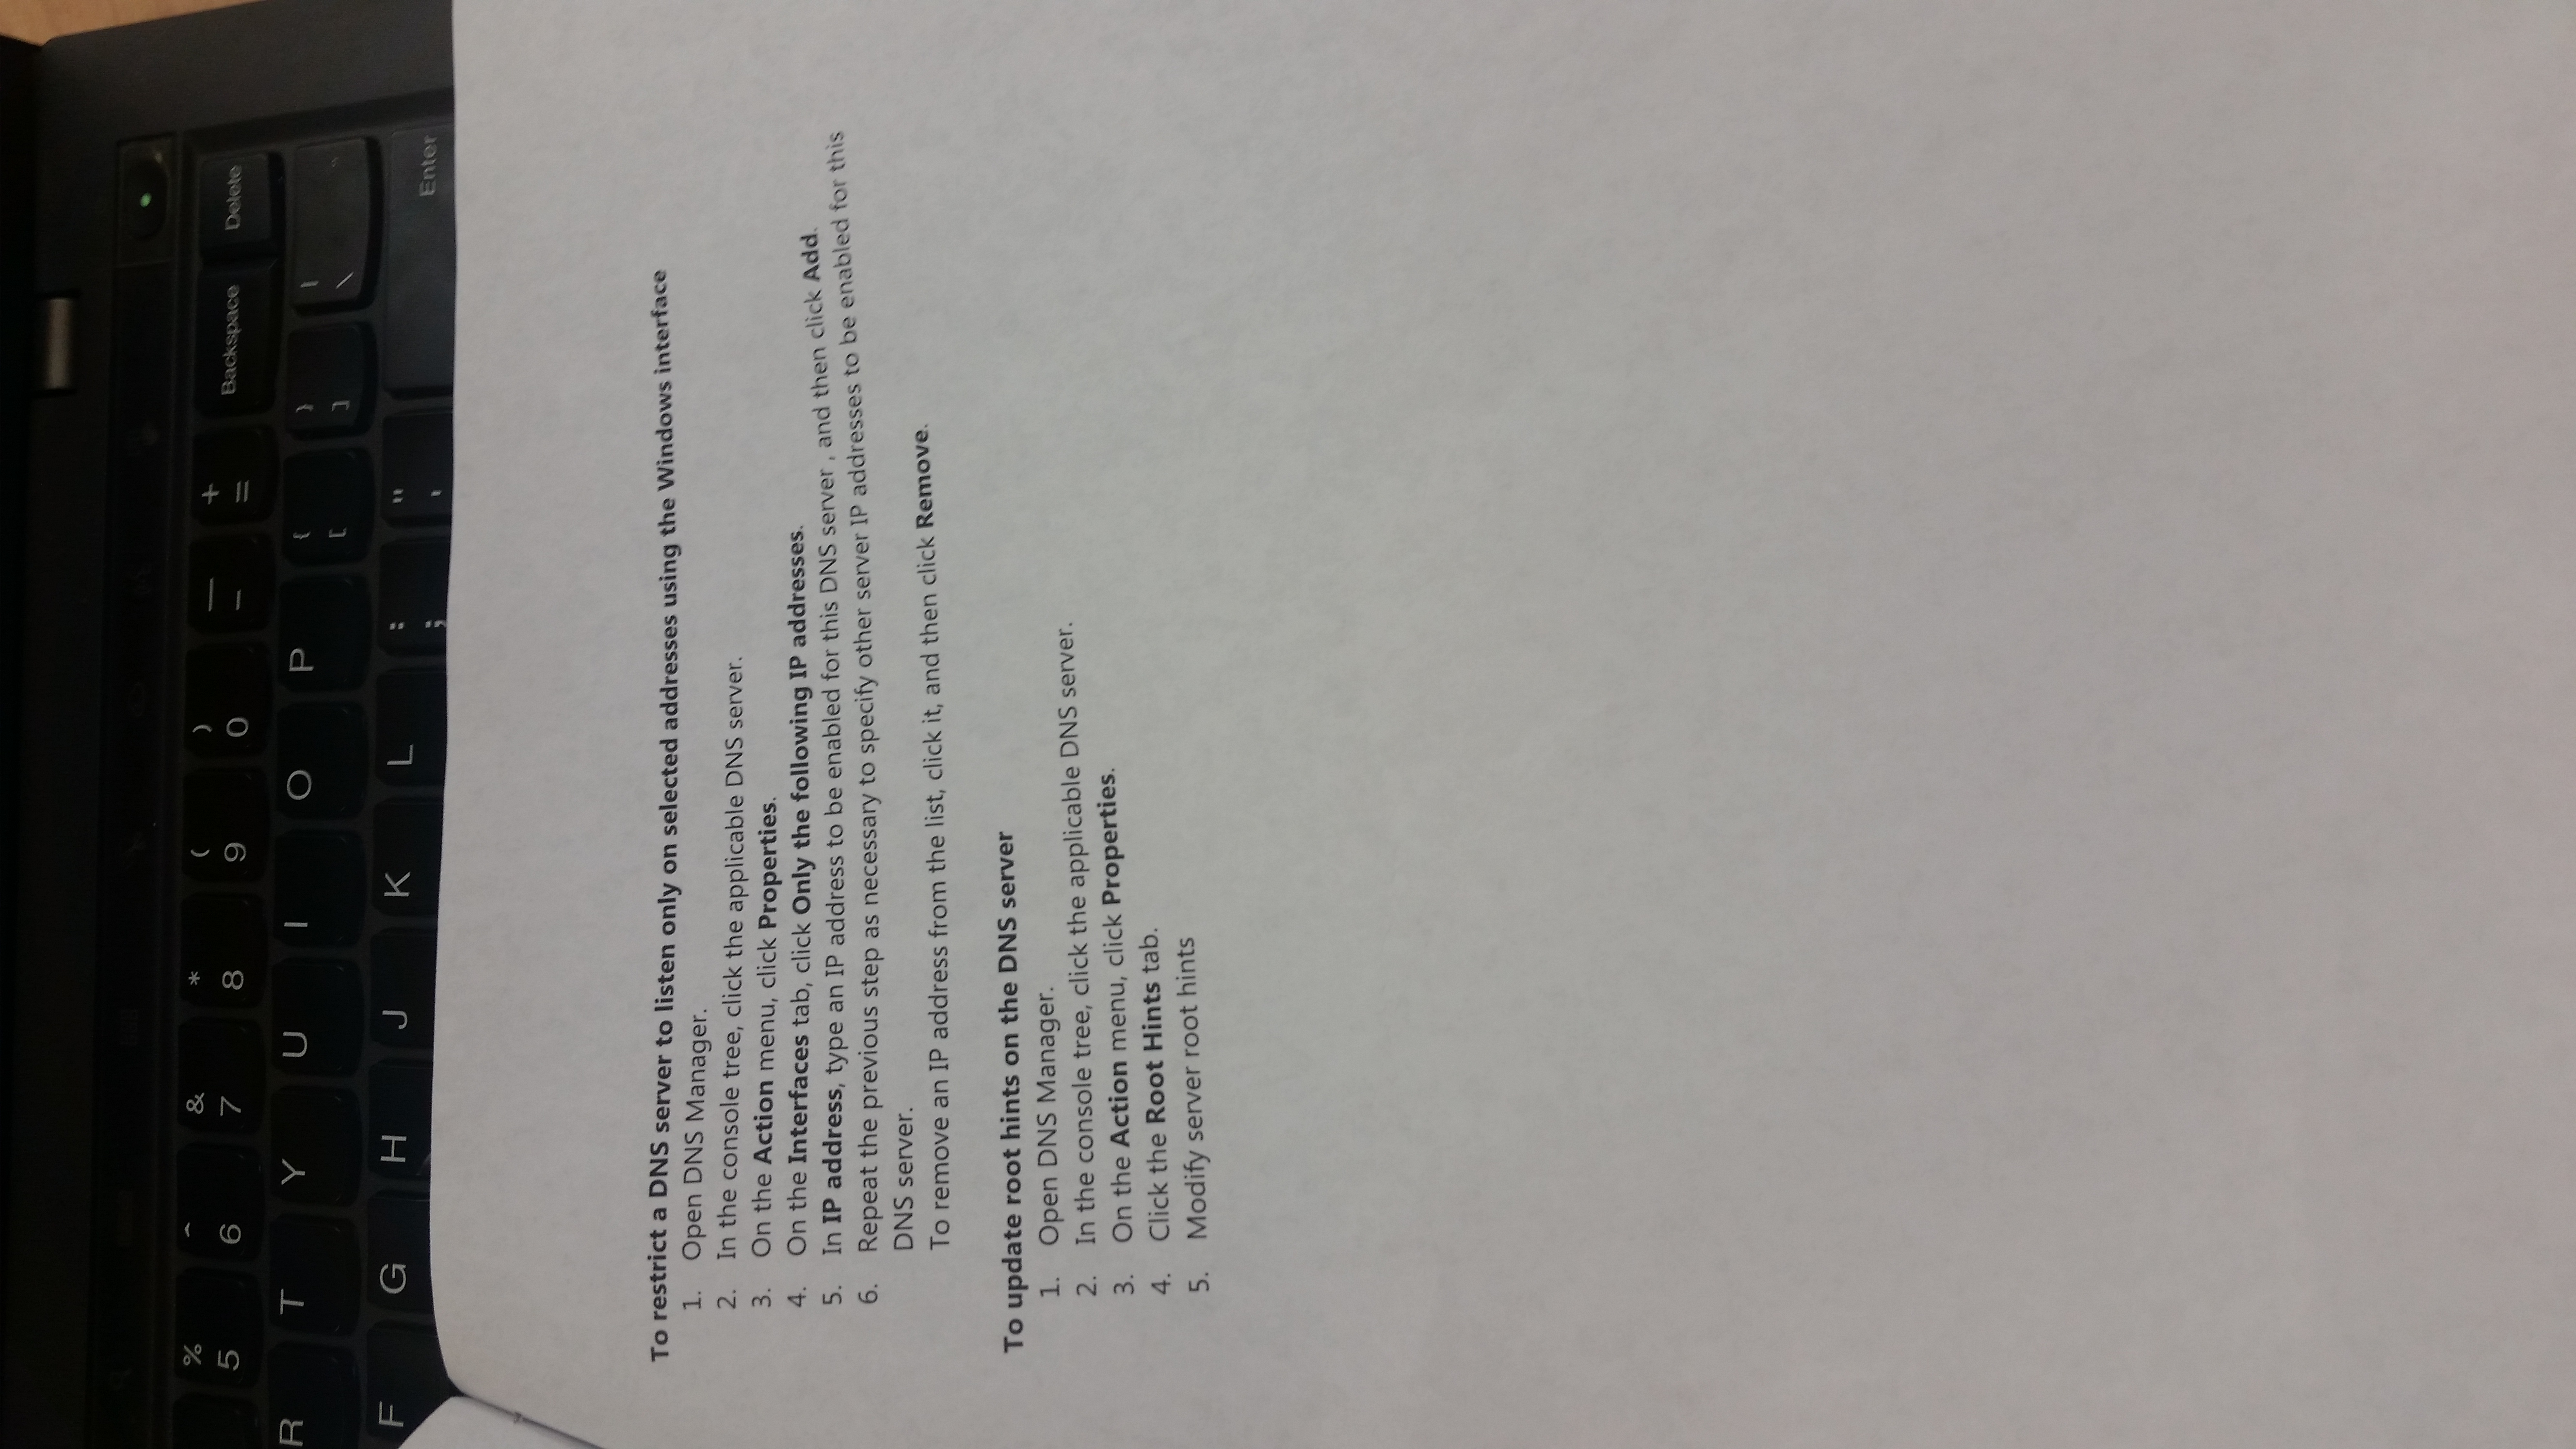 %
^
&
*
(
)
—
+
5
6
7
8
9
0
-
=
Backspace
Delete
R
T
Y
U
I
O
P
{
}
|
[
]
\
F
G
H
J
K
L
:
"
;
'
Enter
To restrict a DNS server to listen only on selected addresses using the Windows interface
1. Open DNS Manager.
2. In the console tree, click the applicable DNS server.
3. On the Action menu, click Properties.
4. On the Interfaces tab, click Only the following IP addresses.
5. In IP address, type an IP address to be enabled for this DNS server , and then click Add.
6. Repeat the previous step as necessary to specify other server IP addresses to be enabled for this
DNS server.
To remove an IP address from the list, click it, and then click Remove.
To update root hints on the DNS server
1. Open DNS Manager.
2. In the console tree, click the applicable DNS server.
3. On the Action menu, click Properties.
4. Click the Root Hints tab.
5. Modify server root hints